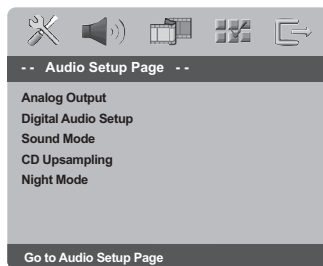 - - Audio Setup Page - -
Analog Output
Digital Audio Setup
Sound Mode
CD Upsampling
Night Mode
Go to Audio Setup Page